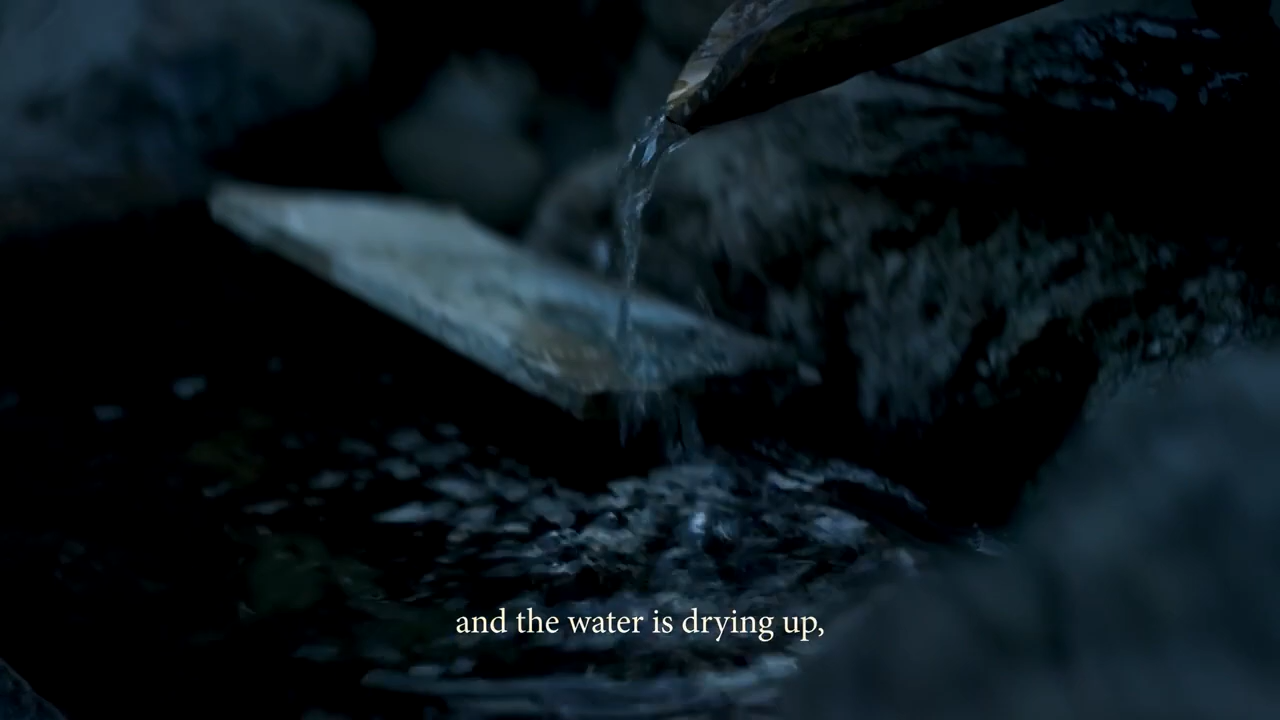 and the water is drying up,